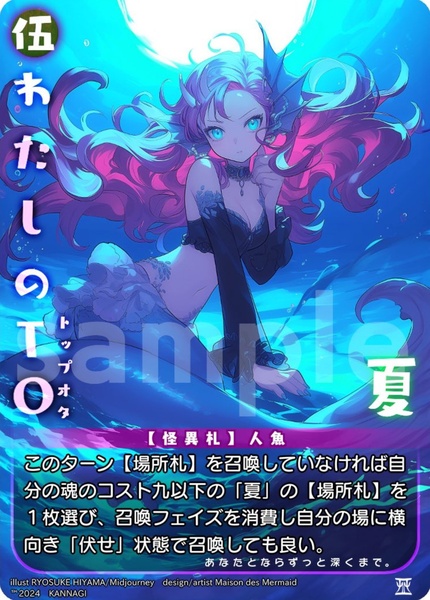 伍
わたしのTO
トップオタ
sample
夏
【怪異札】人魚
このターン【場所札】を召喚していなければ自
分の魂のコスト九以下の「夏」の【場所札】を
１枚選び、召喚フェイズを消費し自分の場に横
向き「伏せ」状態で召喚しても良い。
あなたとならずっと深くまで。
illust RYOSUKE HIYAMA/Midjourney design/artist Maison des Mermaid
™2024 KANNAGI